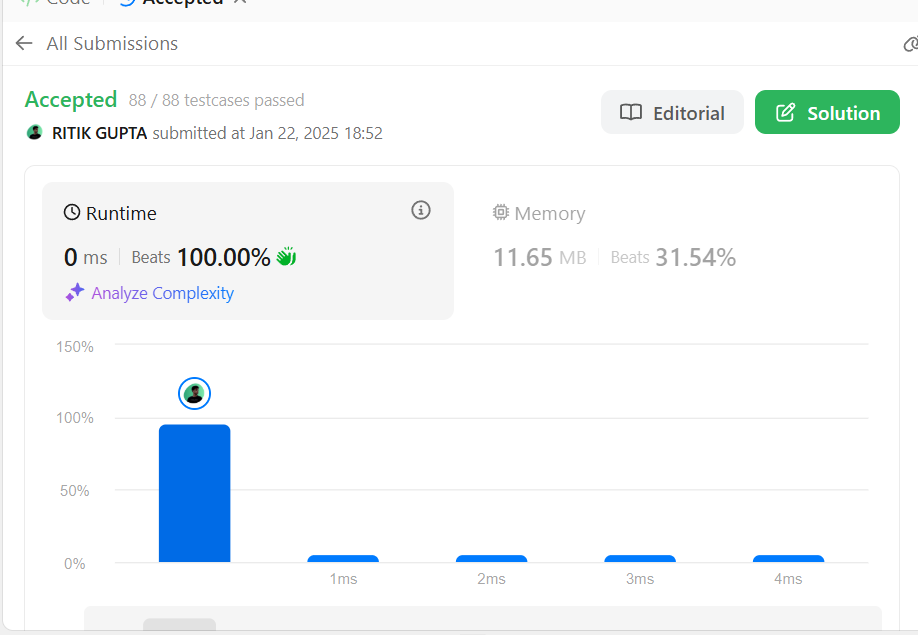 Code Accepted
All Submissions
Accepted 88 / 88 testcases passed
RITIK GUPTA submitted at Jan 22, 2025 18:52
Editorial
Solution
Runtime
0 ms Beats 100.00%
Analyze Complexity
Memory
11.65 MB Beats 31.54%
150%
100%
50%
0%
1ms 2ms 3ms 4ms